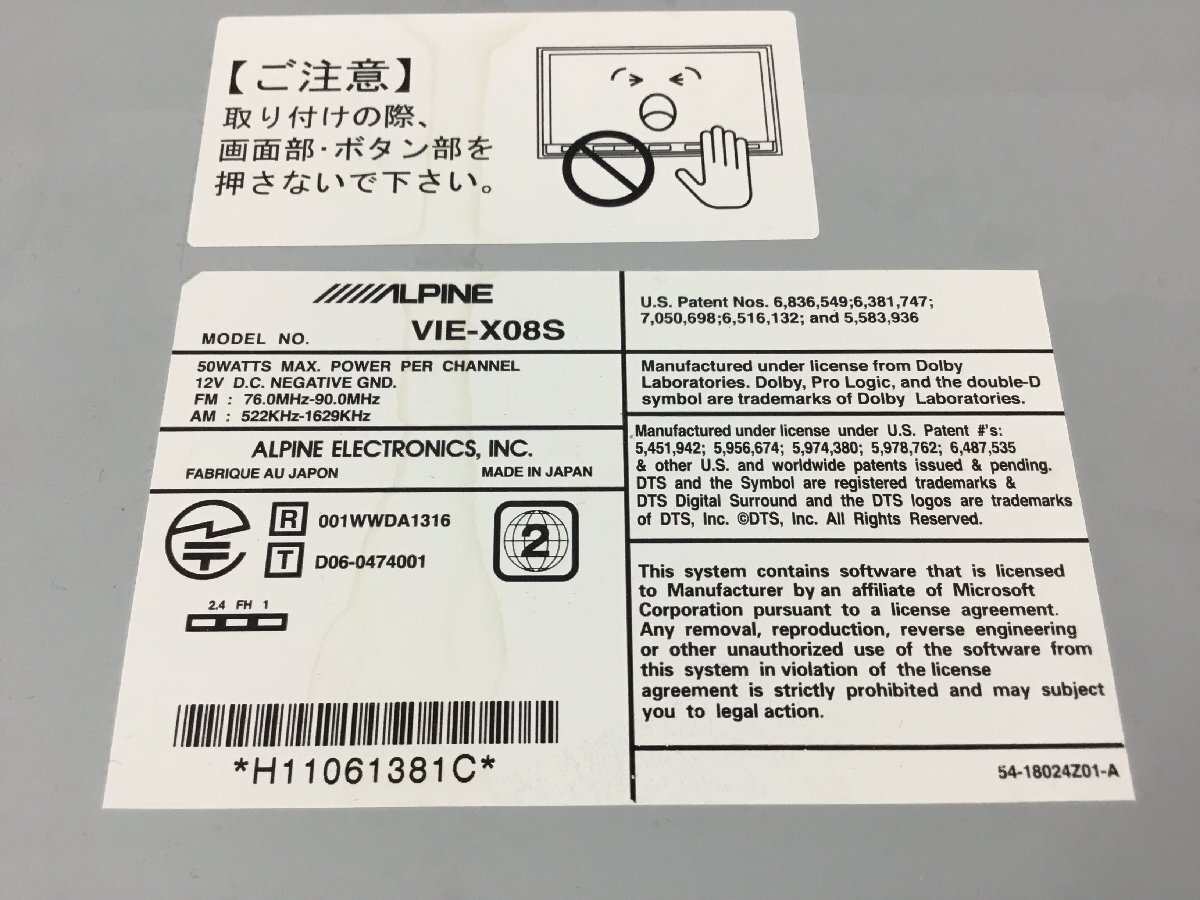 【ご注意】
取り付けの際、
画面部・ボタン部を
押さないで下さい。
ALPINE
MODEL NO. VIE-X08S
50WATTS MAX. POWER PER CHANNEL
12V D.C. NEGATIVE GND.
FM : 76.0MHz-90.0MHz
AM : 522KHz-1629KHz
ALPINE ELECTRONICS, INC.
FABRIQUE AU JAPON MADE IN JAPAN
R 001WWDA1316
T D06-0474001
2
2.4 FH 1
*H11061381C*
U.S. Patent Nos. 6,836,549;6,381,747;
7,050,698;6,516,132; and 5,583,936
Manufactured under license from Dolby
Laboratories. Dolby, Pro Logic, and the double-D
symbol are trademarks of Dolby Laboratories.
Manufactured under license under U.S. Patent #'s:
5,451,942; 5,956,674; 5,974,380; 5,978,762; 6,487,535
& other U.S. and worldwide patents issued & pending.
DTS and the Symbol are registered trademarks &
DTS Digital Surround and the DTS logos are trademarks
of DTS, Inc. ©DTS, Inc. All Rights Reserved.
This system contains software that is licensed
to Manufacturer by an affiliate of Microsoft
Corporation pursuant to a license agreement.
Any removal, reproduction, reverse engineering
or other unauthorized use of the software from
this system in violation of the license
agreement is strictly prohibited and may subject
you to legal action.
54-18024Z01-A